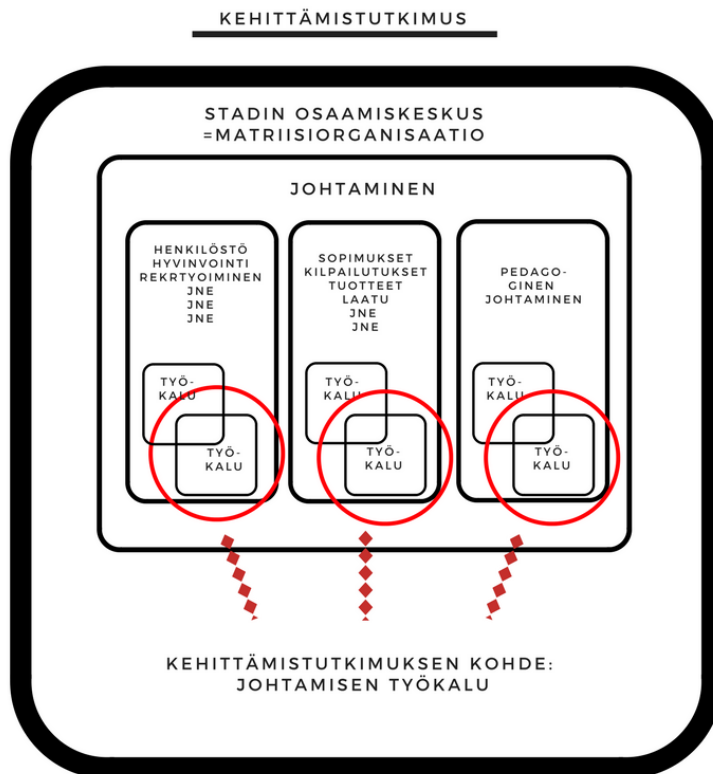 KEHITTÄMISTUTKIMUS
STADIN OSAAMISKESKUS
=MATRIISIORGANISAATIO
JOHTAMINEN
HENKILÖSTÖ
HYVINVOINTI
REKRTYOIMINEN
JNE
JNE
JNE
TYÖ-
KALU
TYÖ-
KALU
SOPIMUKSET
KILPAILUTUKSET
TUOTTEET
LAATU
JNE
JNE
TYÖ-
KALU
TYÖ-
KALU
PEDAGO-
GINEN
JOHTAMINEN
TYÖ-
KALU
TYÖ-
KALU
KEHITTÄMISTUTKIMUKSEN KOHDE:
JOHTAMISEN TYÖKALU